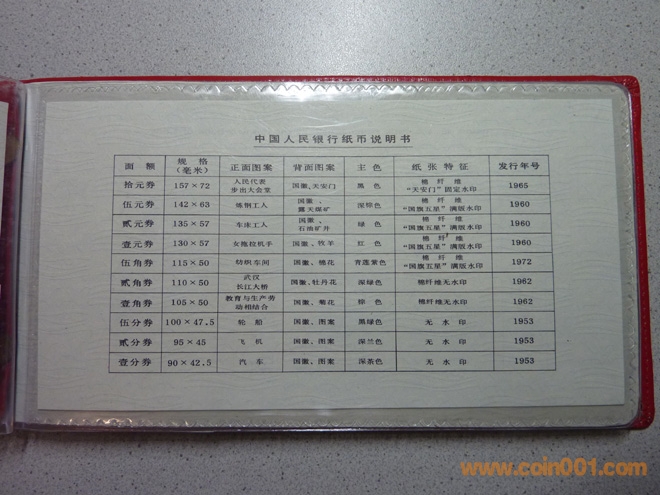 中国人民银行纸币说明书
面 额 规 格（毫米） 正面图案 背面图案 主 色 纸 张 特 征 发行年号
拾元券 157×72 人民代表步出大会堂 国徽、天安门 黑 色 棉 纤 维“天安门”固定水印 1965
伍元券 142×63 炼钢工人 国徽、露天煤矿 深棕色 棉 纤 维“国旗五星”满版水印 1960
贰元券 135×57 车床工人 国徽、石油矿井 绿 色 棉 纤 维“国旗五星”满版水印 1960
壹元券 130×57 女拖拉机手 国徽、牧羊 红 色 棉 纤 维“国旗五星”满版水印 1960
伍角券 115×50 纺织车间 国徽、棉花 青莲紫色 棉 纤 维“国旗五星”满版水印 1972
贰角券 110×50 武汉长江大桥 国徽、牡丹花 深绿色 棉纤维无水印 1962
壹角券 105×50 教育与生产劳动相结合 国徽、菊花 棕 色 棉纤维无水印 1962
伍分券 100×47.5 轮 船 国徽、图案 墨绿色 无 水 印 1953
贰分券 95×45 飞 机 国徽、图案 深兰色 无 水 印 1953
壹分券 90×42.5 汽 车 国徽、图案 深茶色 无 水 印 1953
www.coin001.com